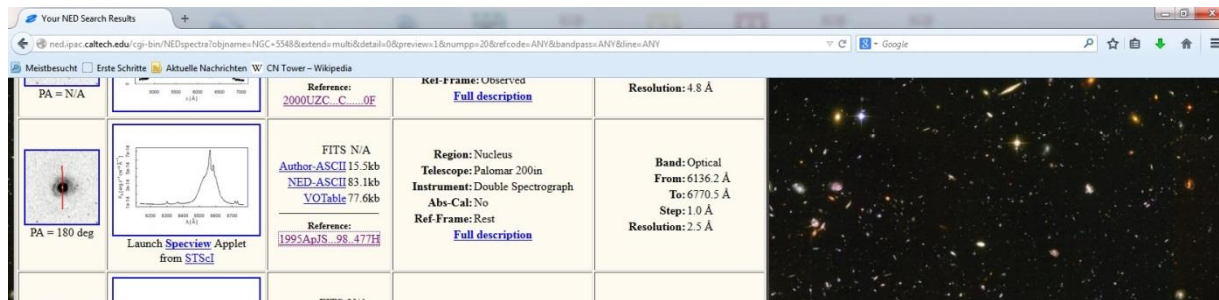 Your NED Search Results
+
ned.ipac.caltech.edu/cgi-bin/NEDspectra?objname=NGC+5548&extend=multi&detail=0&preview=1&numpp=20&refcode=ANY&bandpass=ANY&line=ANY
Google
Meistbesucht Erste Schritte Aktuelle Nachrichten W CN Tower – Wikipedia
PA = N/A
Reference:
2000UZC...C......0F
Ref-Frame: Observed
Full description
Resolution: 4.8 Å
PA = 180 deg
Launch Specview Applet
from STScI
FITS N/A
Author-ASCII 15.5kb
NED-ASCII 83.1kb
VOTable 77.6kb
Reference:
1995ApJS...98..477H
Region: Nucleus
Telescope: Palomar 200in
Instrument: Double Spectrograph
Abs-Cal: No
Ref-Frame: Rest
Full description
Band: Optical
From: 6136.2 Å
To: 6770.5 Å
Step: 1.0 Å
Resolution: 2.5 Å